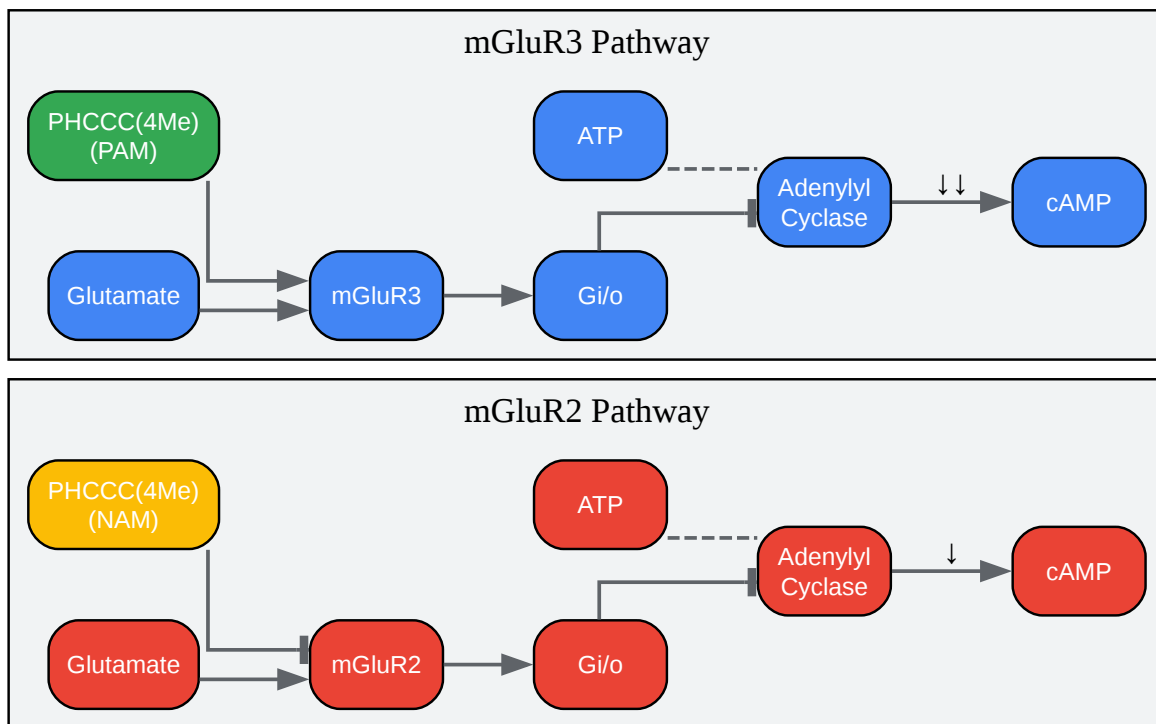 mGluR3 Pathway
PHCCC(4Me)
(PAM)
ATP
Adenylyl
Cyclase
↓↓
cAMP
Glutamate
mGluR3
Gi/o
mGluR2 Pathway
PHCCC(4Me)
(NAM)
ATP
Adenylyl
Cyclase
↓
cAMP
Glutamate
mGluR2
Gi/o